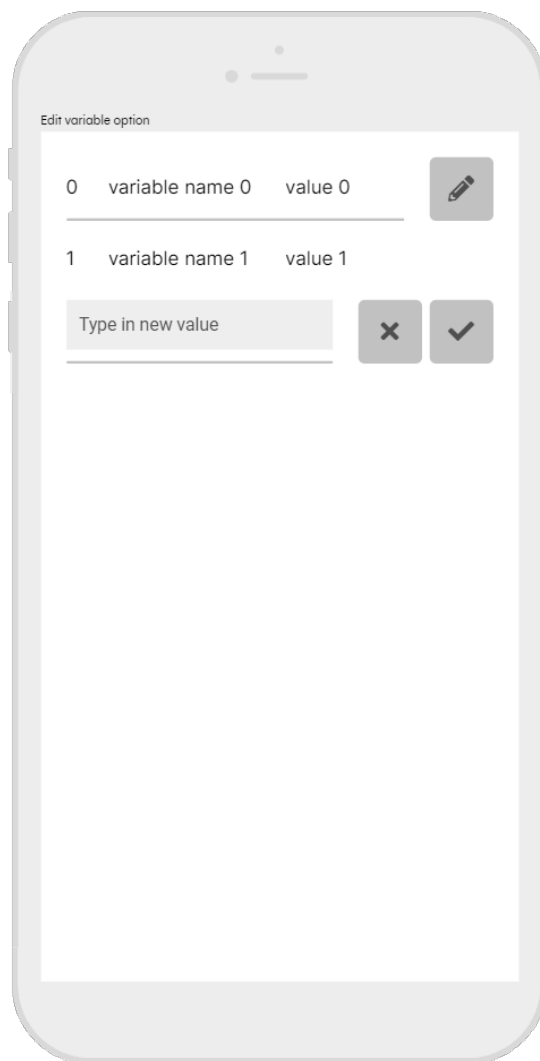 Edit variable option
0 variable name 0 value 0
1 variable name 1 value 1
Type in new value